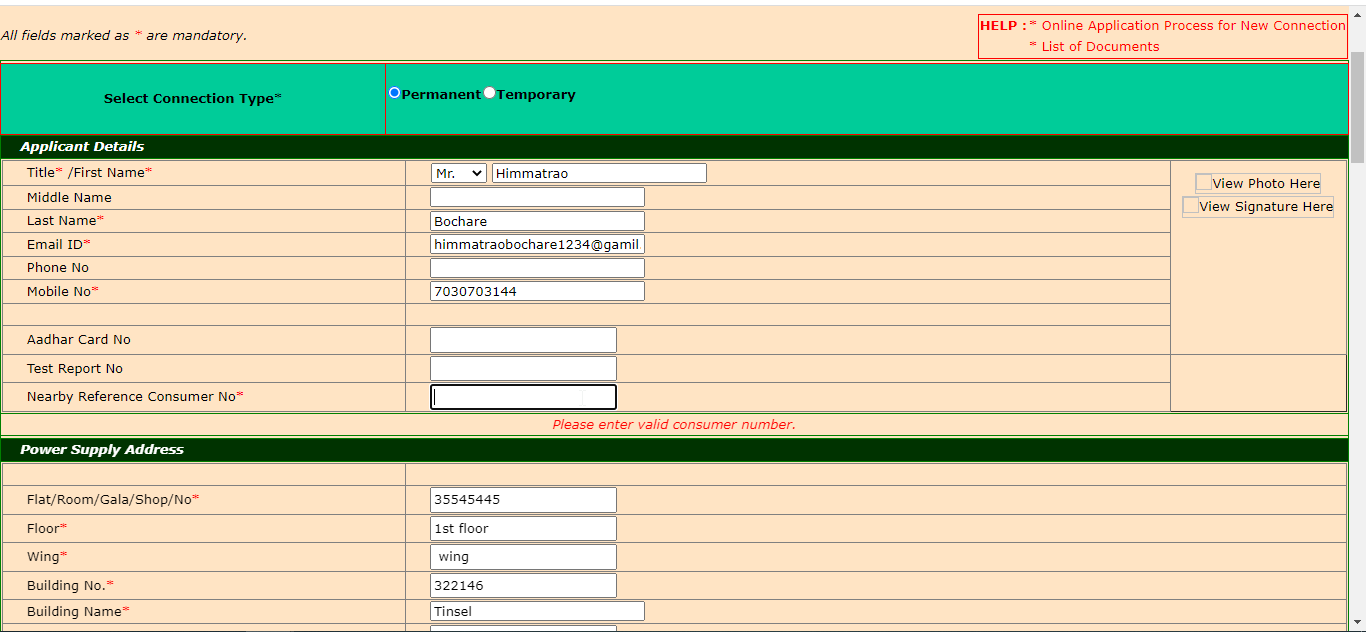 All fields marked as * are mandatory.
HELP : * Online Application Process for New Connection
* List of Documents
Select Connection Type*
Permanent Temporary
Applicant Details
Title* /First Name* Mr. Himmatrao
View Photo Here
Middle Name
View Signature Here
Last Name* Bochare
Email ID* himmatraobochare1234@gamil
Phone No
Mobile No* 7030703144
Aadhar Card No
Test Report No
Nearby Reference Consumer No*
Please enter valid consumer number.
Power Supply Address
Flat/Room/Gala/Shop/No* 35545445
Floor* 1st floor
Wing* wing
Building No.* 322146
Building Name* Tinsel